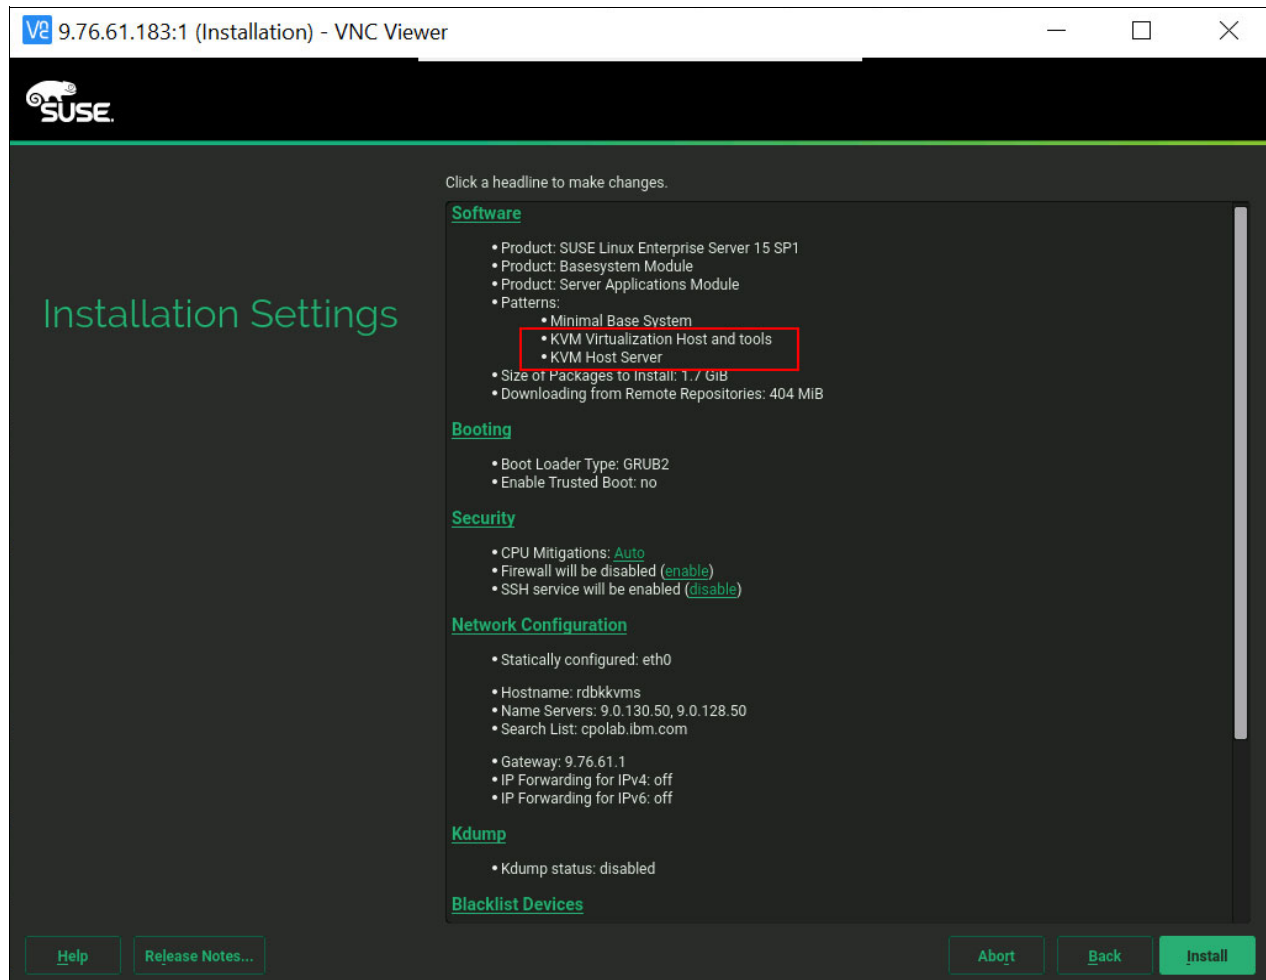 V2 9.76.61.183:1 (Installation) - VNC Viewer
SUSE.
Click a headline to make changes.
Installation Settings
Software
• Product: SUSE Linux Enterprise Server 15 SP1
• Product: Basesystem Module
• Product: Server Applications Module
• Patterns:
• Minimal Base System
• KVM Virtualization Host and tools
• KVM Host Server
• Size of Packages to Install: 1.7 GiB
• Downloading from Remote Repositories: 404 MiB
Booting
• Boot Loader Type: GRUB2
• Enable Trusted Boot: no
Security
• CPU Mitigations: Auto
• Firewall will be disabled (enable)
• SSH service will be enabled (disable)
Network Configuration
• Statically configured: eth0
• Hostname: rdbkkvms
• Name Servers: 9.0.130.50, 9.0.128.50
• Search List: cpolab.ibm.com
• Gateway: 9.76.61.1
• IP Forwarding for IPv4: off
• IP Forwarding for IPv6: off
Kdump
• Kdump status: disabled
Blacklist Devices
Help Release Notes... Abort Back Install